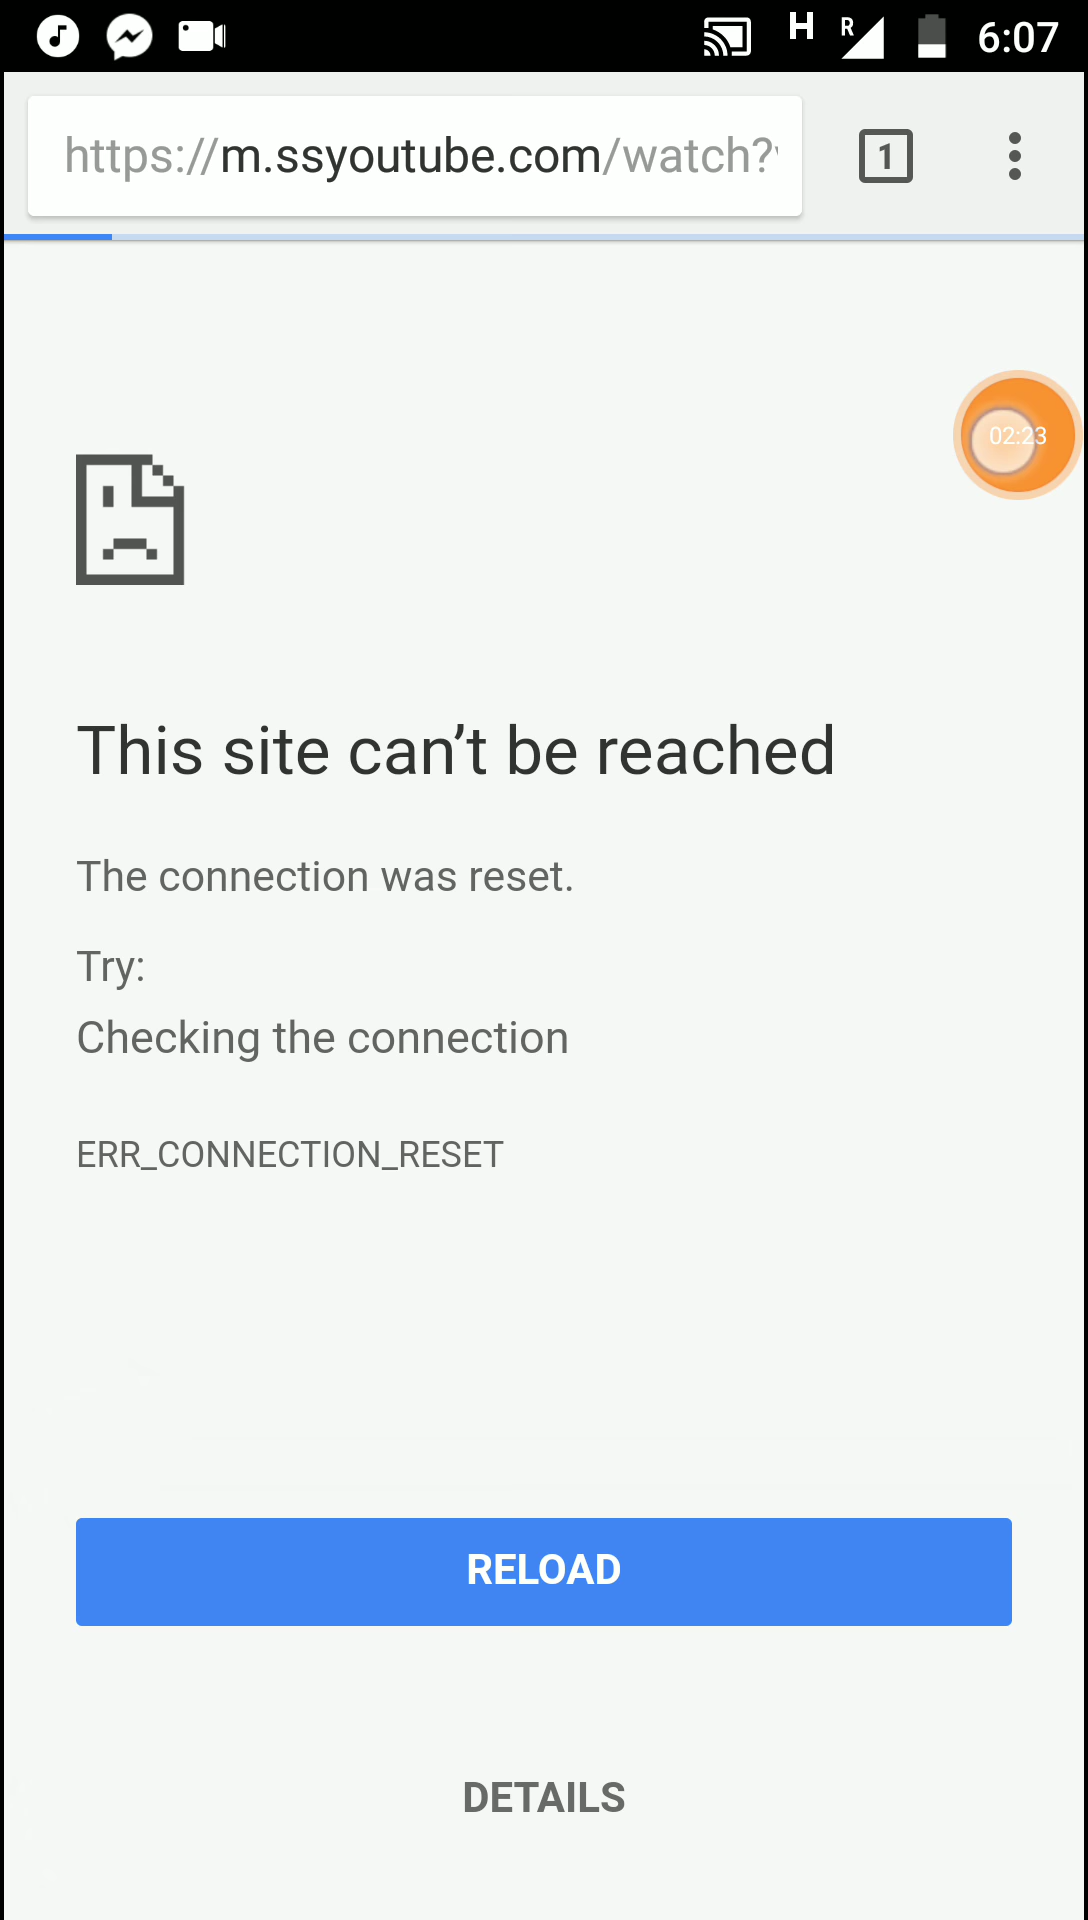 H R 6:07
https://m.ssyoutube.com/watch?
1
02:23
This site can’t be reached
The connection was reset.
Try:
Checking the connection
ERR_CONNECTION_RESET
RELOAD
DETAILS